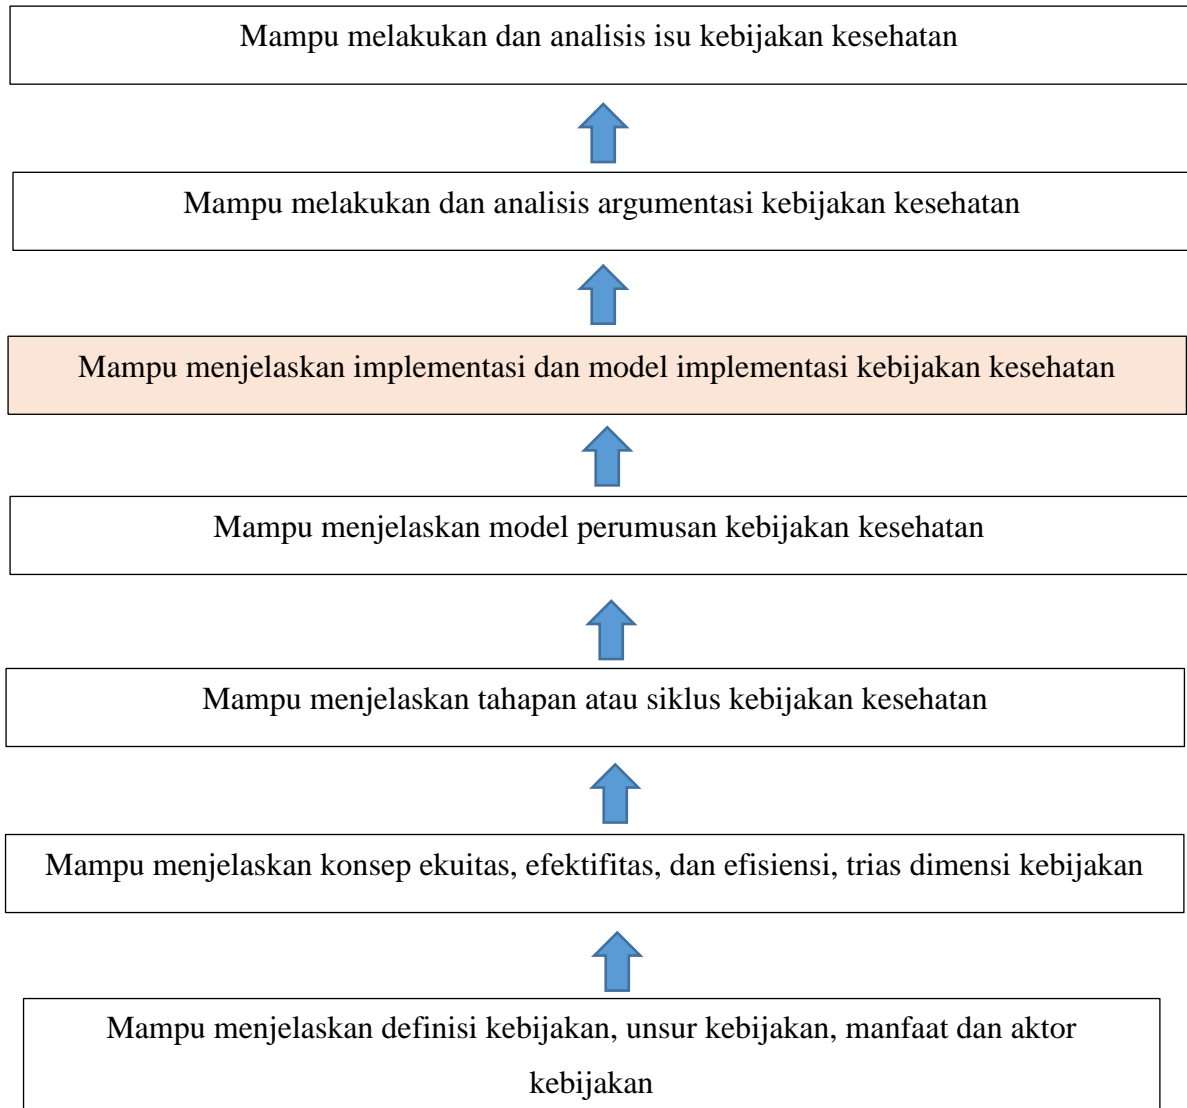 Mampu melakukan dan analisis isu kebijakan kesehatan
Mampu melakukan dan analisis argumentasi kebijakan kesehatan
Mampu menjelaskan implementasi dan model implementasi kebijakan kesehatan
Mampu menjelaskan model perumusan kebijakan kesehatan
Mampu menjelaskan tahapan atau siklus kebijakan kesehatan
Mampu menjelaskan konsep ekuitas, efektifitas, dan efisiensi, trias dimensi kebijakan
Mampu menjelaskan definisi kebijakan, unsur kebijakan, manfaat dan aktor
kebijakan